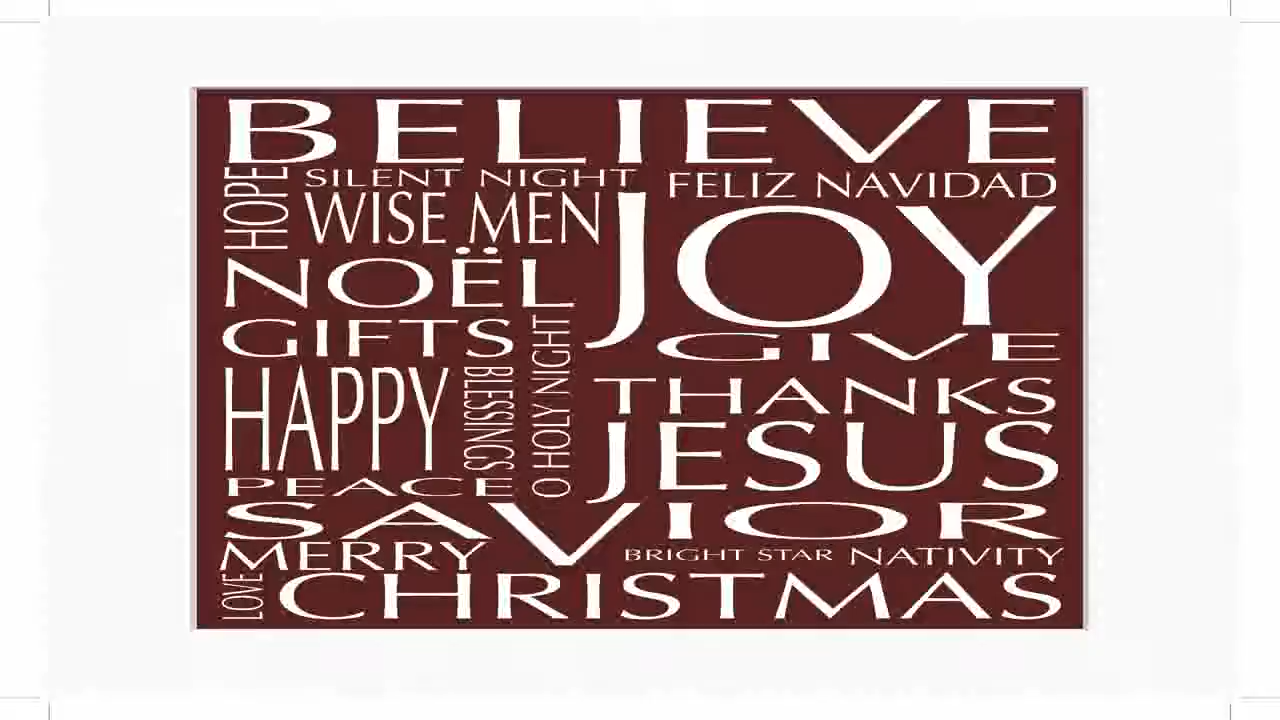 BELIEVE
HOPE
SILENT NIGHT
FELIZ NAVIDAD
WISE MEN
JOY
NOËL
GIFTS
GIVE
BLESSINGS
O HOLY NIGHT
HAPPY
THANKS
JESUS
PEACE
SAVIOR
MERRY
BRIGHT STAR NATIVITY
LOVE
CHRISTMAS